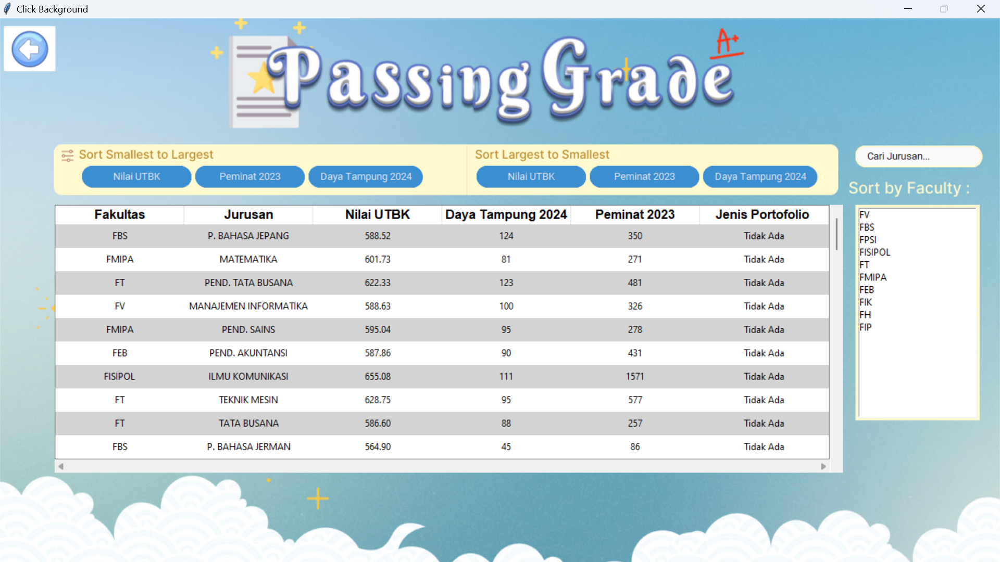 Click Background
Passing Grade A+
Sort Smallest to Largest
Nilai UTBK Peminat 2023 Daya Tampung 2024
Sort Largest to Smallest
Nilai UTBK Peminat 2023 Daya Tampung 2024
Cari Jurusan...
Sort by Faculty :
Fakultas Jurusan Nilai UTBK Daya Tampung 2024 Peminat 2023 Jenis Portofolio
FBS P. BAHASA JEPANG 588.52 124 350 Tidak Ada
FMIPA MATEMATIKA 601.73 81 271 Tidak Ada
FT PEND. TATA BUSANA 622.33 123 481 Tidak Ada
FV MANAJEMEN INFORMATIKA 588.63 100 326 Tidak Ada
FMIPA PEND. SAINS 595.04 95 278 Tidak Ada
FEB PEND. AKUNTANSI 587.86 90 431 Tidak Ada
FISIPOL ILMU KOMUNIKASI 655.08 111 1571 Tidak Ada
FT TEKNIK MESIN 628.75 95 577 Tidak Ada
FT TATA BUSANA 586.60 88 257 Tidak Ada
FBS P. BAHASA JERMAN 564.90 45 86 Tidak Ada
FV
FBS
FPSI
FISIPOL
FT
FMIPA
FEB
FIK
FH
FIP